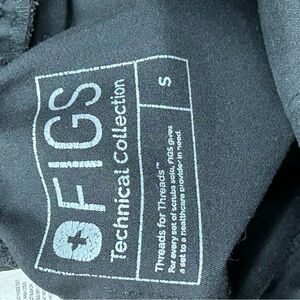 FIGS
Technical Collection
S
Threads for Threads™
For every set of scrubs sold, FIGS gives
a set to a healthcare provider in need.